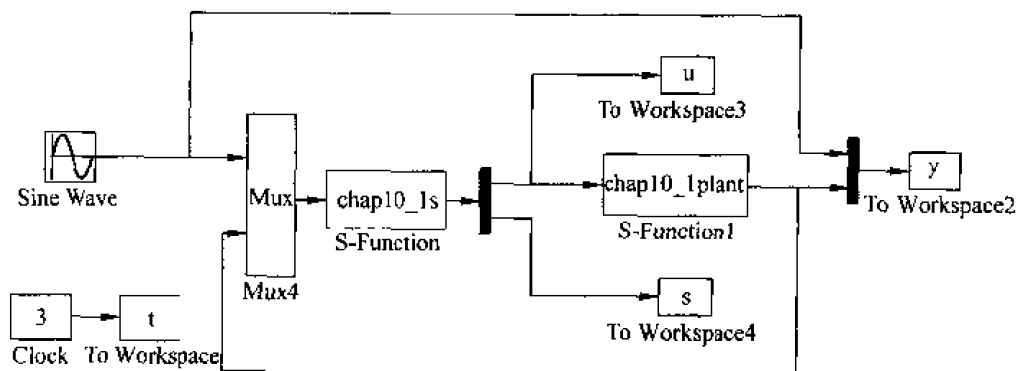 u
To Workspace3
Sine Wave
Mux
chap10_1s
chap10_1plant
y
To Workspace2
S-Function
S-Function1
Mux4
3
t
s
Clock
To Workspace
To Workspace4